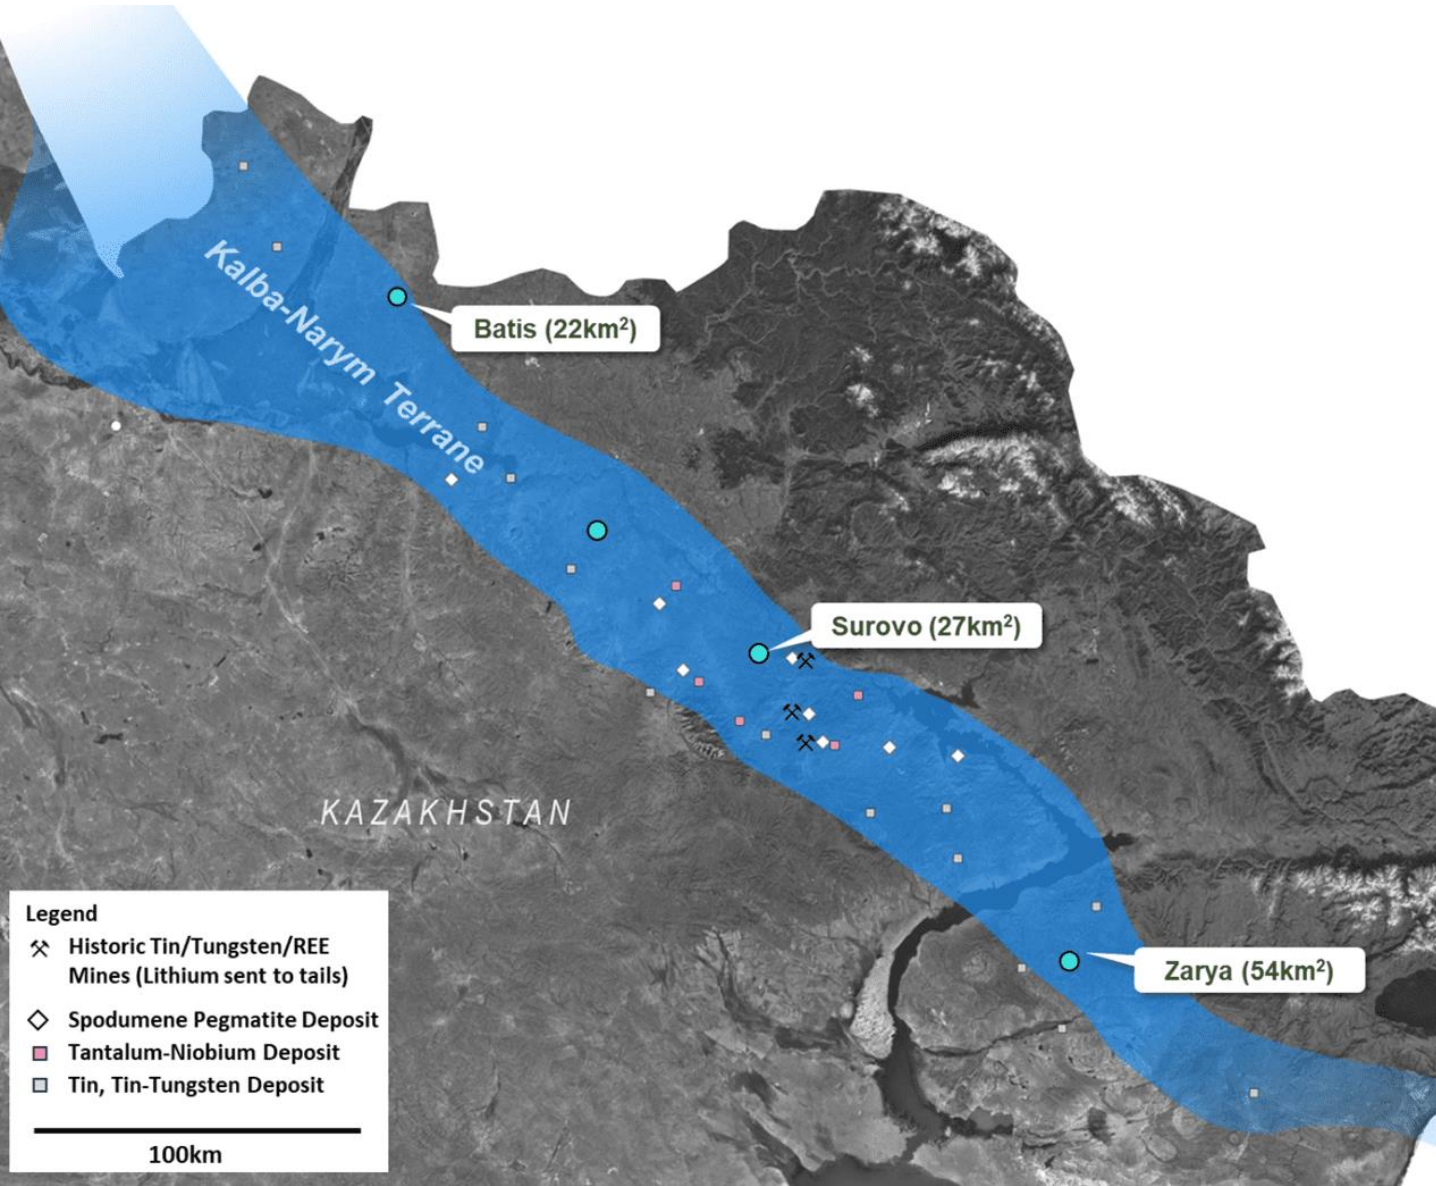 Kalba-Narym Terrane
Batis (22km²)
Surovo (27km²)
KAZAKHSTAN
Zarya (54km²)
Legend
Historic Tin/Tungsten/REE
Mines (Lithium sent to tails)
Spodumene Pegmatite Deposit
Tantalum-Niobium Deposit
Tin, Tin-Tungsten Deposit
100km